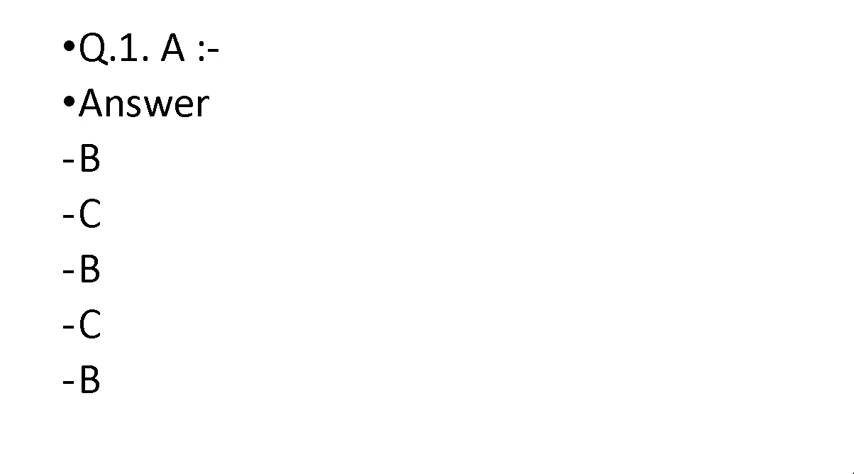 •Q.1. A :-
•Answer
-B
-C
-B
-C
-B